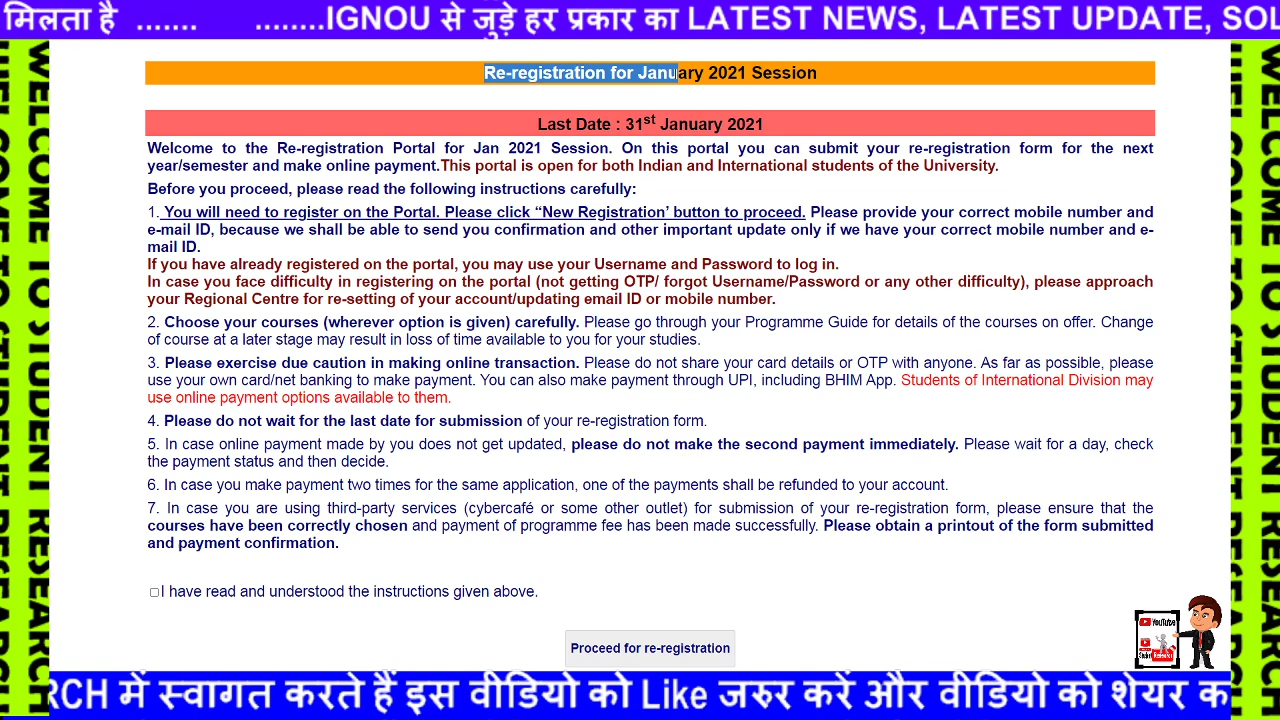 मिलता है ....... ........IGNOU से जुड़े हर प्रकार का LATEST NEWS, LATEST UPDATE, SOL
Re-registration for January 2021 Session
Last Date : 31st January 2021
Welcome to the Re-registration Portal for Jan 2021 Session. On this portal you can submit your re-registration form for the next
year/semester and make online payment.This portal is open for both Indian and International students of the University.
Before you proceed, please read the following instructions carefully:
1. You will need to register on the Portal. Please click “New Registration’ button to proceed. Please provide your correct mobile number and
e-mail ID, because we shall be able to send you confirmation and other important update only if we have your correct mobile number and e-
mail ID.
If you have already registered on the portal, you may use your Username and Password to log in.
In case you face difficulty in registering on the portal (not getting OTP/ forgot Username/Password or any other difficulty), please approach
your Regional Centre for re-setting of your account/updating email ID or mobile number.
2. Choose your courses (wherever option is given) carefully. Please go through your Programme Guide for details of the courses on offer. Change
of course at a later stage may result in loss of time available to you for your studies.
3. Please exercise due caution in making online transaction. Please do not share your card details or OTP with anyone. As far as possible, please
use your own card/net banking to make payment. You can also make payment through UPI, including BHIM App. Students of International Division may
use online payment options available to them.
4. Please do not wait for the last date for submission of your re-registration form.
5. In case online payment made by you does not get updated, please do not make the second payment immediately. Please wait for a day, check
the payment status and then decide.
6. In case you make payment two times for the same application, one of the payments shall be refunded to your account.
7. In case you are using third-party services (cybercafé or some other outlet) for submission of your re-registration form, please ensure that the
courses have been correctly chosen and payment of programme fee has been made successfully. Please obtain a printout of the form submitted
and payment confirmation.
I have read and understood the instructions given above.
Proceed for re-registration
YouTube
RCH में स्वागत करते हैं इस वीडियो को Like जरुर करें और वीडियो को शेयर क
WELCOME TO STUDENT RESEARCH
WELCOME TO STUDENT RESEARCH
WELCOME TO STUDENT RESEARCH
WELCOME TO STUDENT RESEARCH